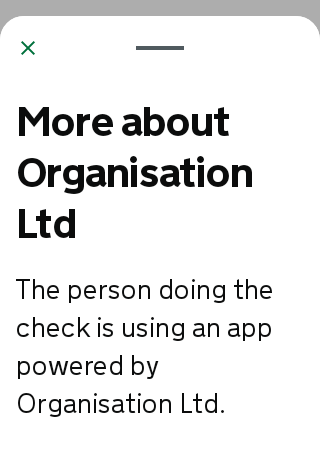 More about
Organisation
Ltd
The person doing the
check is using an app
powered by
Organisation Ltd.